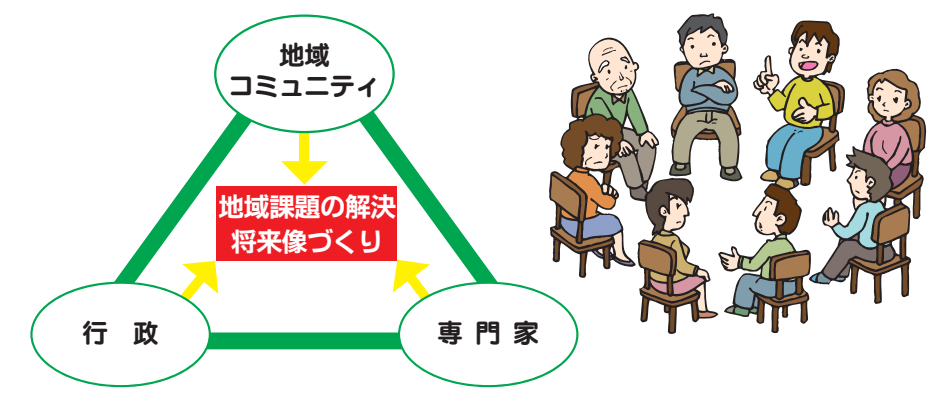 地域
コミュニティ
地域課題の解決
将来像づくり
行　政
専 門 家